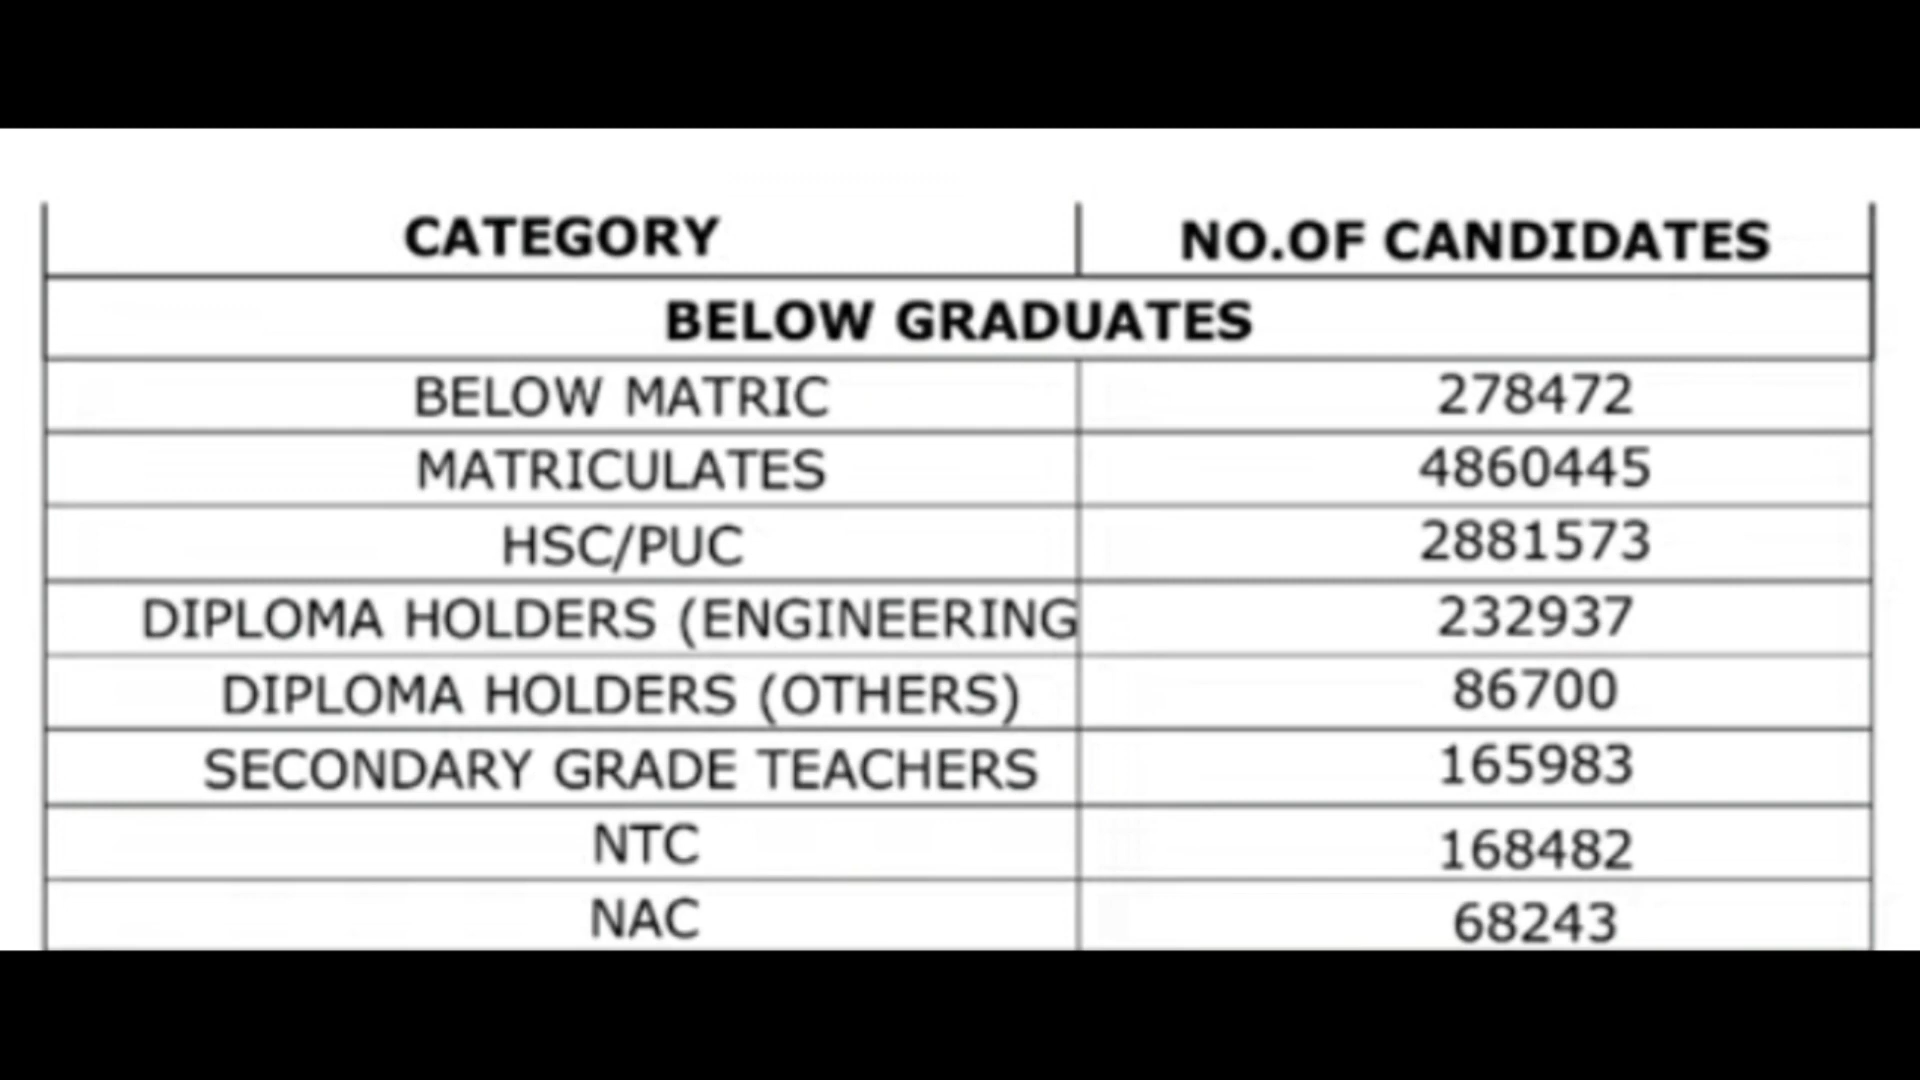 CATEGORY NO.OF CANDIDATES
BELOW GRADUATES
BELOW MATRIC 278472
MATRICULATES 4860445
HSC/PUC 2881573
DIPLOMA HOLDERS (ENGINEERING 232937
DIPLOMA HOLDERS (OTHERS) 86700
SECONDARY GRADE TEACHERS 165983
NTC 168482
NAC 68243